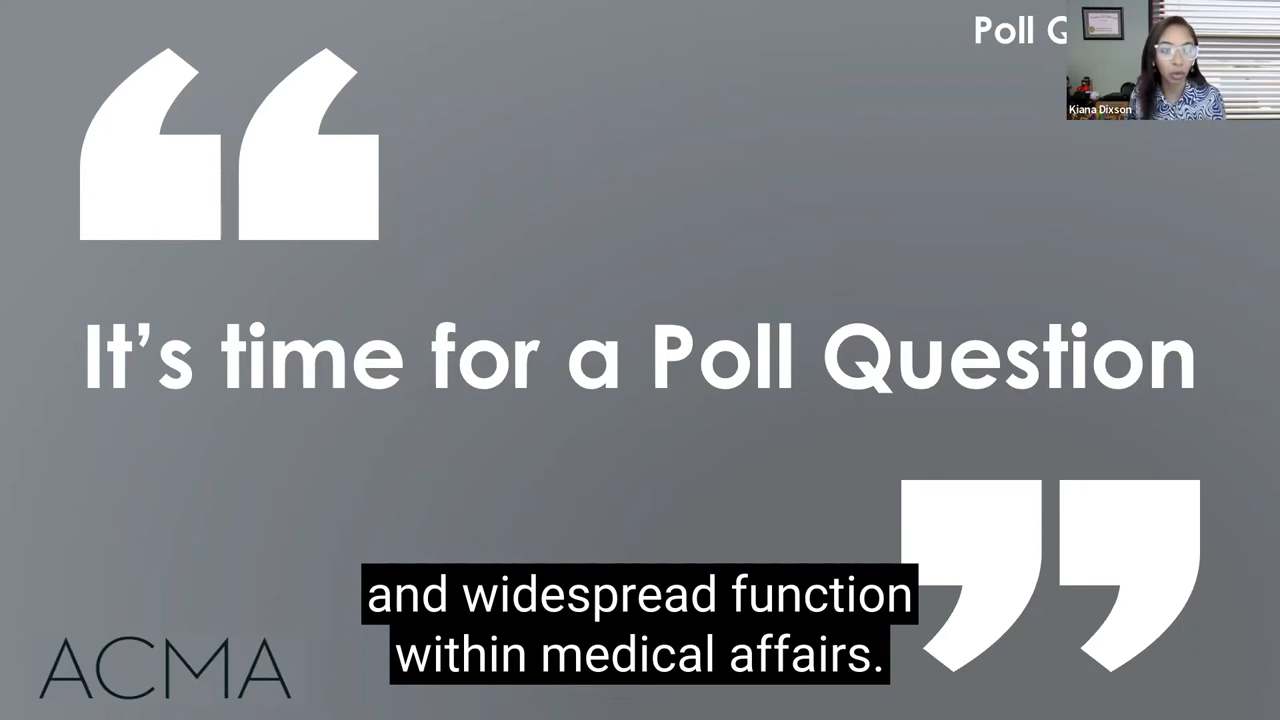 Poll Q
Kiana Dixson
“
It’s time for a Poll Question
”
and widespread function
within medical affairs.
ACMA